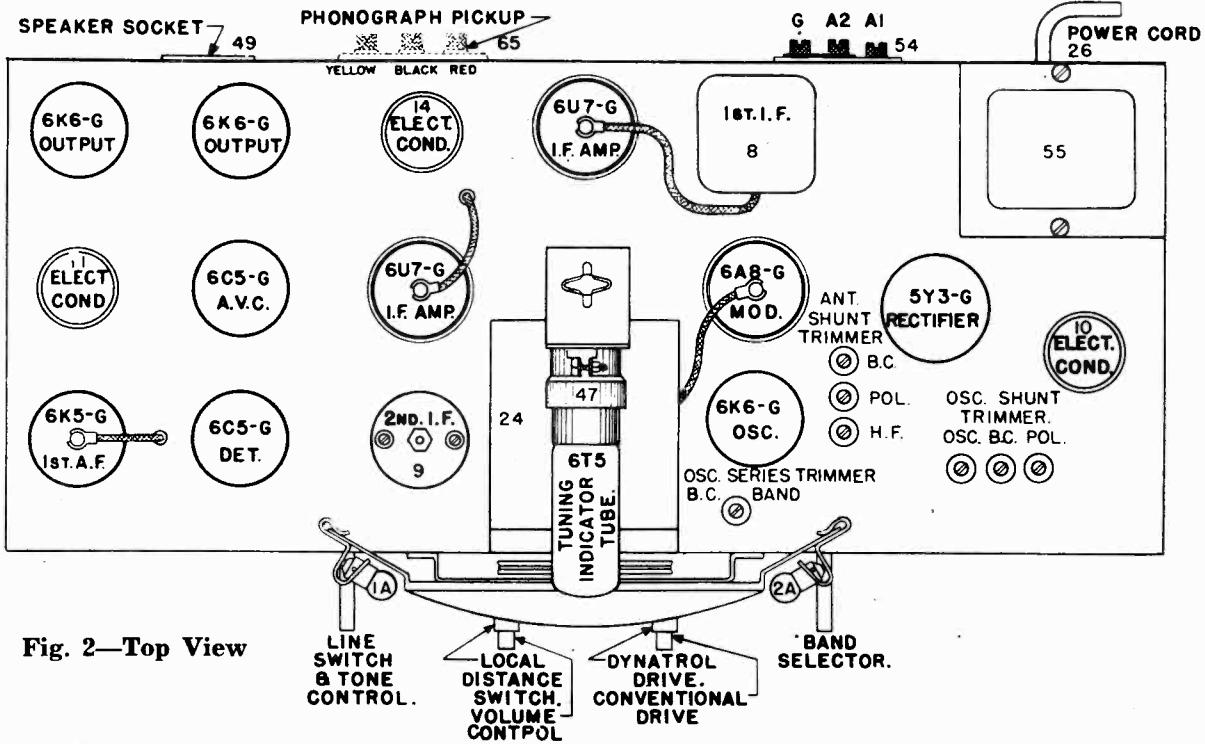 SPEAKER SOCKET
49
PHONOGRAPH PICKUP
65
YELLOW BLACK RED
G A2 A1
54
POWER CORD
26
6K6-G
OUTPUT
6K6-G
OUTPUT
14
ELECT.
COND.
6U7-G
I.F. AMP.
1ST. I.F.
8
55
11
ELECT
COND
6C5-G
A.V.C.
6U7-G
I.F. AMP.
6A8-G
MOD.
ANT.
SHUNT
TRIMMER
B.C.
POL.
H.F.
5Y3-G
RECTIFIER
10
ELECT.
COND.
6K5-G
1ST. A.F.
6C5-G
DET.
2ND. I.F.
9
24
47
6T5
TUNING
INDICATOR
TUBE.
6K6-G
OSC.
OSC. SERIES TRIMMER
B.C. BAND
OSC. SHUNT
TRIMMER.
OSC. B.C. POL.
1A
2A
Fig. 2—Top View
LINE
SWITCH
& TONE
CONTROL.
LOCAL
DISTANCE
SWITCH.
VOLUME
CONTPOL
DYNATROL
DRIVE.
CONVENTIONAL
DRIVE
BAND
SELECTOR.